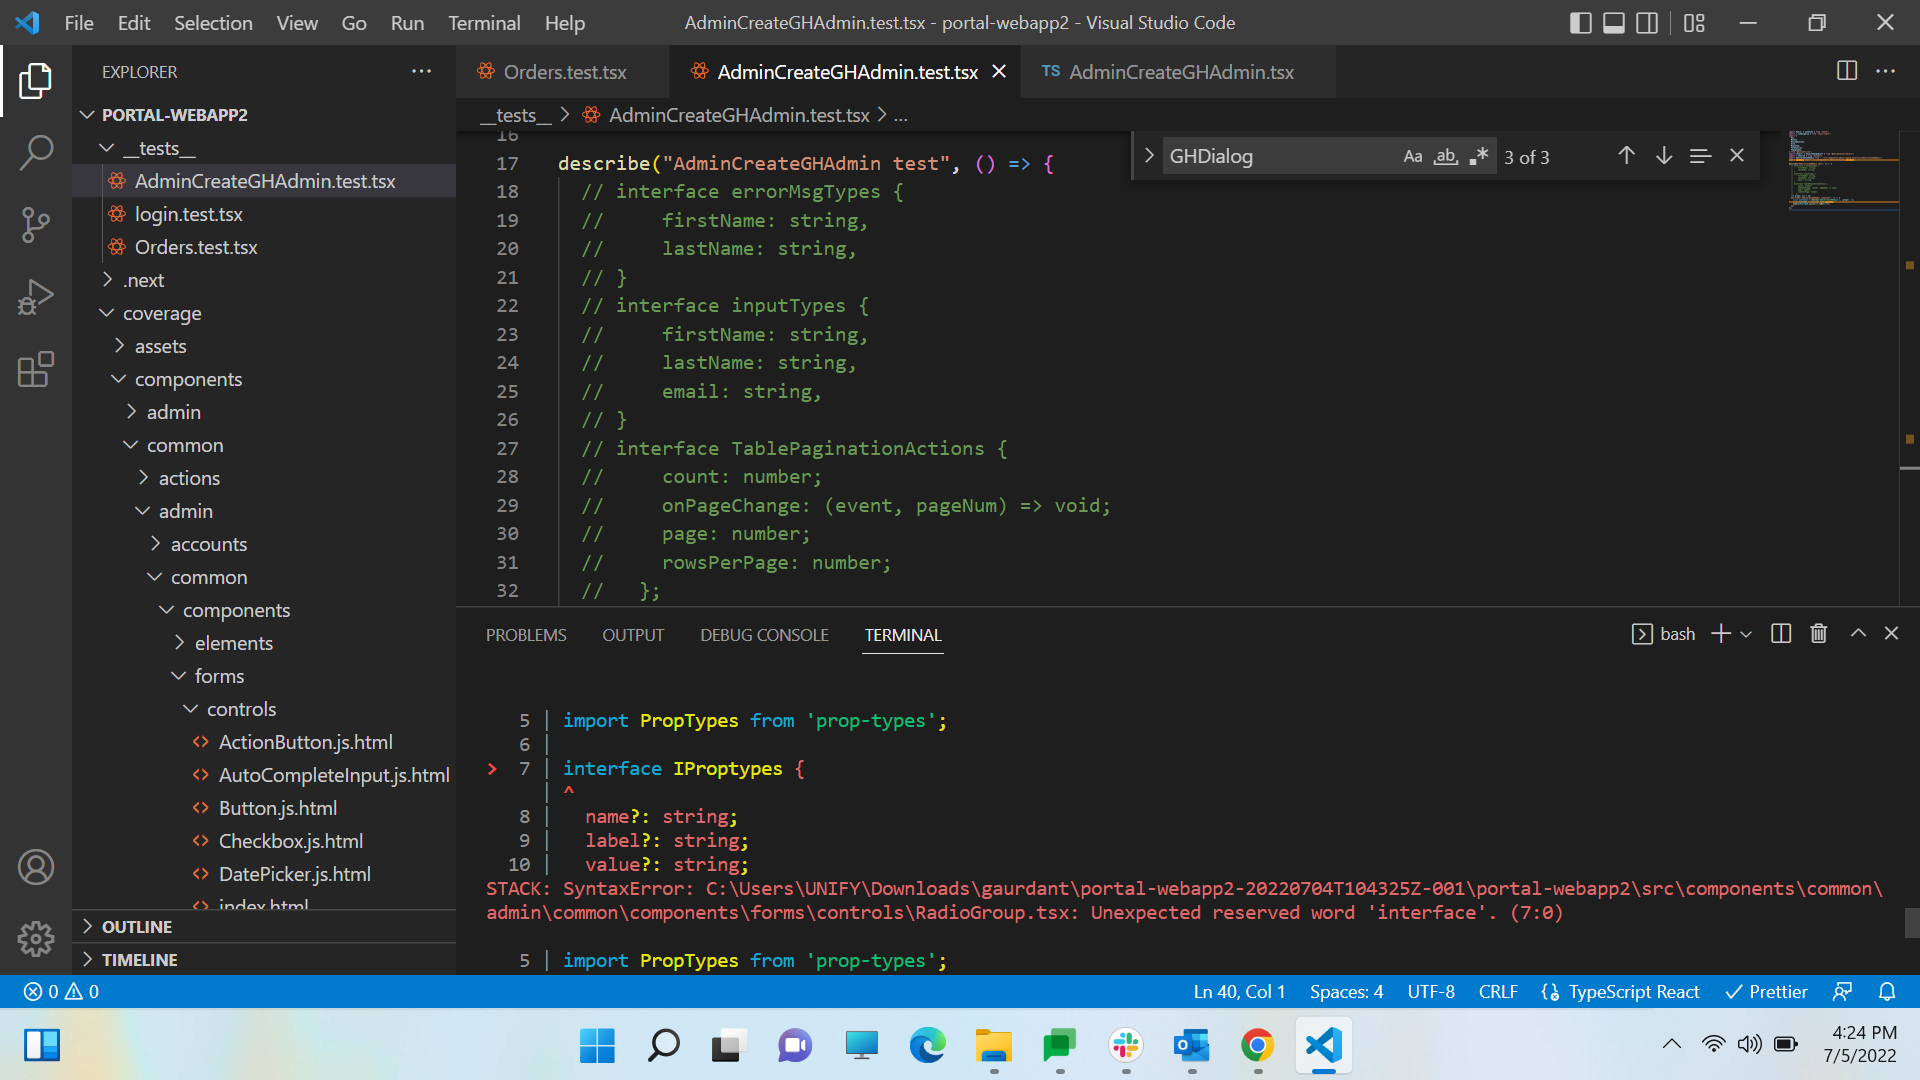 File Edit Selection View Go Run Terminal Help
AdminCreateGHAdmin.test.tsx - portal-webapp2 - Visual Studio Code
EXPLORER
PORTAL-WEBAPP2
__tests__
AdminCreateGHAdmin.test.tsx
login.test.tsx
Orders.test.tsx
.next
coverage
assets
components
admin
common
actions
admin
accounts
common
components
elements
forms
controls
ActionButton.js.html
AutoCompleteInput.js.html
Button.js.html
Checkbox.js.html
DatePicker.js.html
index.html
OUTLINE
TIMELINE
Orders.test.tsx
AdminCreateGHAdmin.test.tsx
TS AdminCreateGHAdmin.tsx
__tests__ > AdminCreateGHAdmin.test.tsx > ...
GHDialog Aa ab .* 3 of 3
16
17 describe("AdminCreateGHAdmin test", () => {
18 // interface errorMsgTypes {
19 // firstName: string,
20 // lastName: string,
21 // }
22 // interface inputTypes {
23 // firstName: string,
24 // lastName: string,
25 // email: string,
26 // }
27 // interface TablePaginationActions {
28 // count: number;
29 // onPageChange: (event, pageNum) => void;
30 // page: number;
31 // rowsPerPage: number;
32 // };
PROBLEMS OUTPUT DEBUG CONSOLE TERMINAL
bash
5 | import PropTypes from 'prop-types';
6 |
> 7 | interface IProptypes {
| ^
8 | name?: string;
9 | label?: string;
10 | value?: string;
STACK: SyntaxError: C:\Users\UNIFY\Downloads\gaurdant\portal-webapp2-20220704T104325Z-001\portal-webapp2\src\components\common\
admin\common\components\forms\controls\RadioGroup.tsx: Unexpected reserved word 'interface'. (7:0)
5 | import PropTypes from 'prop-types';
0 0
Ln 40, Col 1 Spaces: 4 UTF-8 CRLF TypeScript React Prettier
4:24 PM
7/5/2022